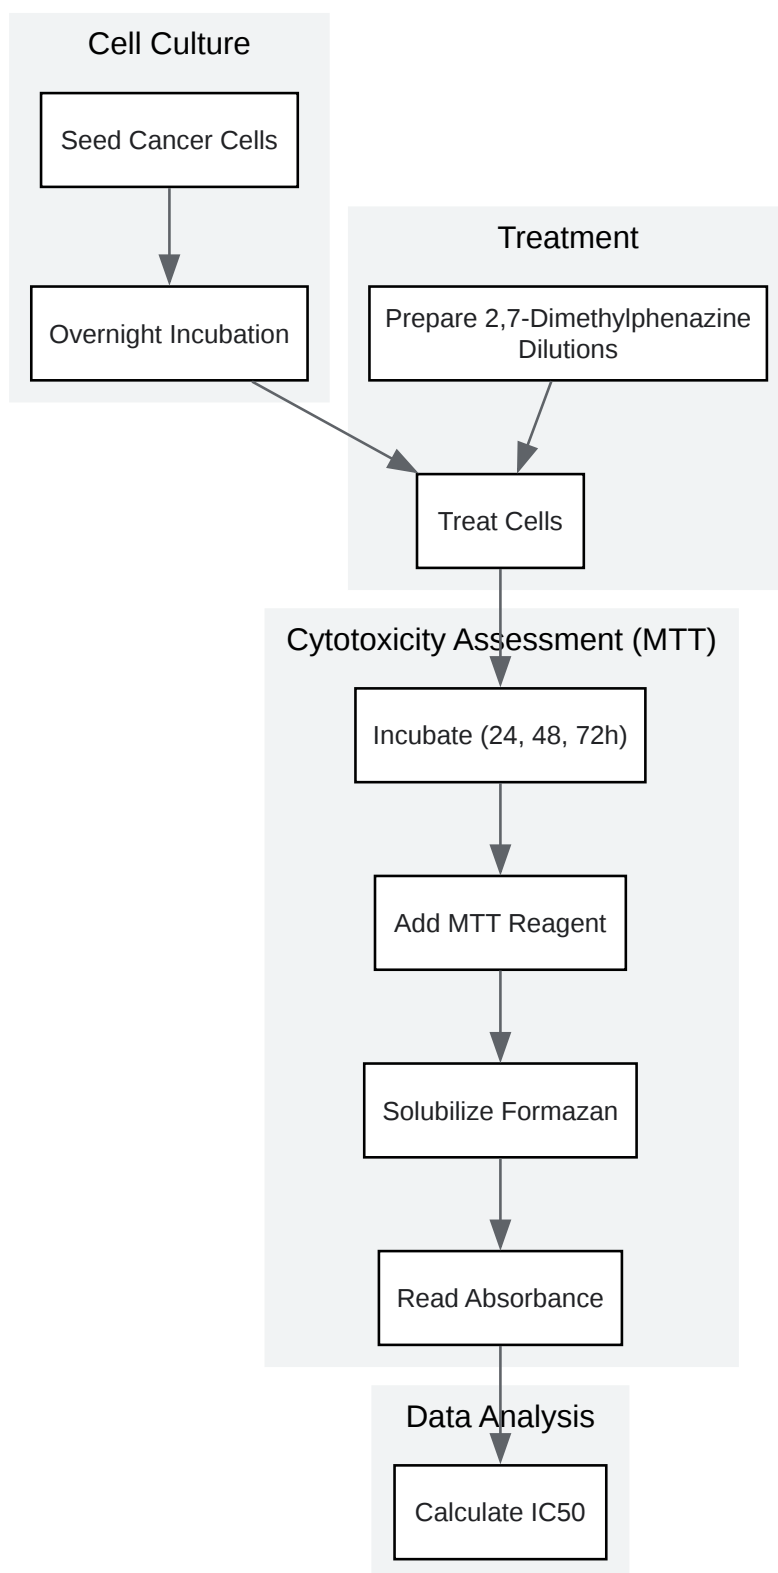 Cell Culture
Seed Cancer Cells
Overnight Incubation
Treatment
Prepare 2,7-Dimethylphenazine
Dilutions
Treat Cells
Cytotoxicity Assessment (MTT)
Incubate (24, 48, 72h)
Add MTT Reagent
Solubilize Formazan
Read Absorbance
Data Analysis
Calculate IC50